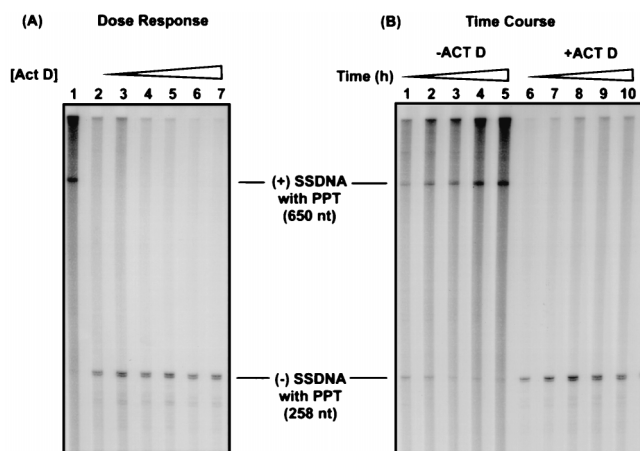 (A) Dose Response
[Act D]
1 2 3 4 5 6 7
(B) Time Course
-ACT D +ACT D
Time (h)
1 2 3 4 5 6 7 8 9 10
(+) SSDNA
with PPT
(650 nt)
(-) SSDNA
with PPT
(258 nt)